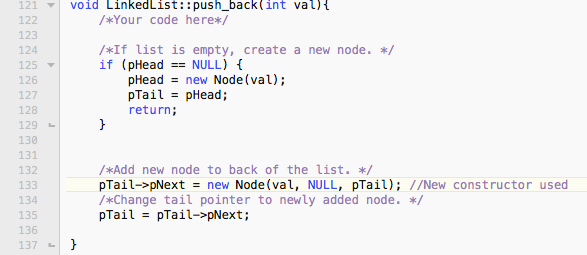 121 void LinkedList::push_back(int val){
122 /*Your code here*/
123
124 /*If list is empty, create a new node. */
125 if (pHead == NULL) {
126 pHead = new Node(val);
127 pTail = pHead;
128 return;
129 }
130
131
132 /*Add new node to back of the list. */
133 pTail->pNext = new Node(val, NULL, pTail); //New constructor used
134 /*Change tail pointer to newly added node. */
135 pTail = pTail->pNext;
136
137 }